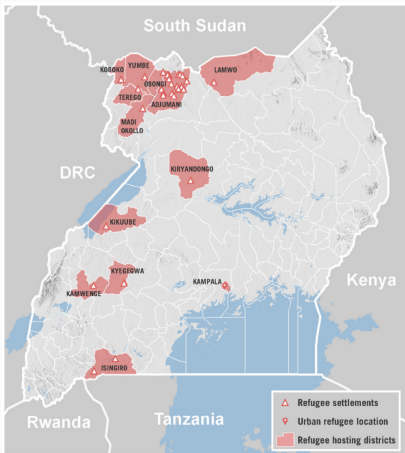 South Sudan
YUMBE
KOBOKO
LAMWO
OBONGI
TEREGO
ADJUMANI
MADI
OKOLLO
DRC
KIRYANDONGO
KIKUUBE
KYEGEGWA
KAMPALA
Kenya
KAMWENGE
ISINGIRO
Rwanda
Tanzania
Refugee settlements
Urban refugee location
Refugee hosting districts